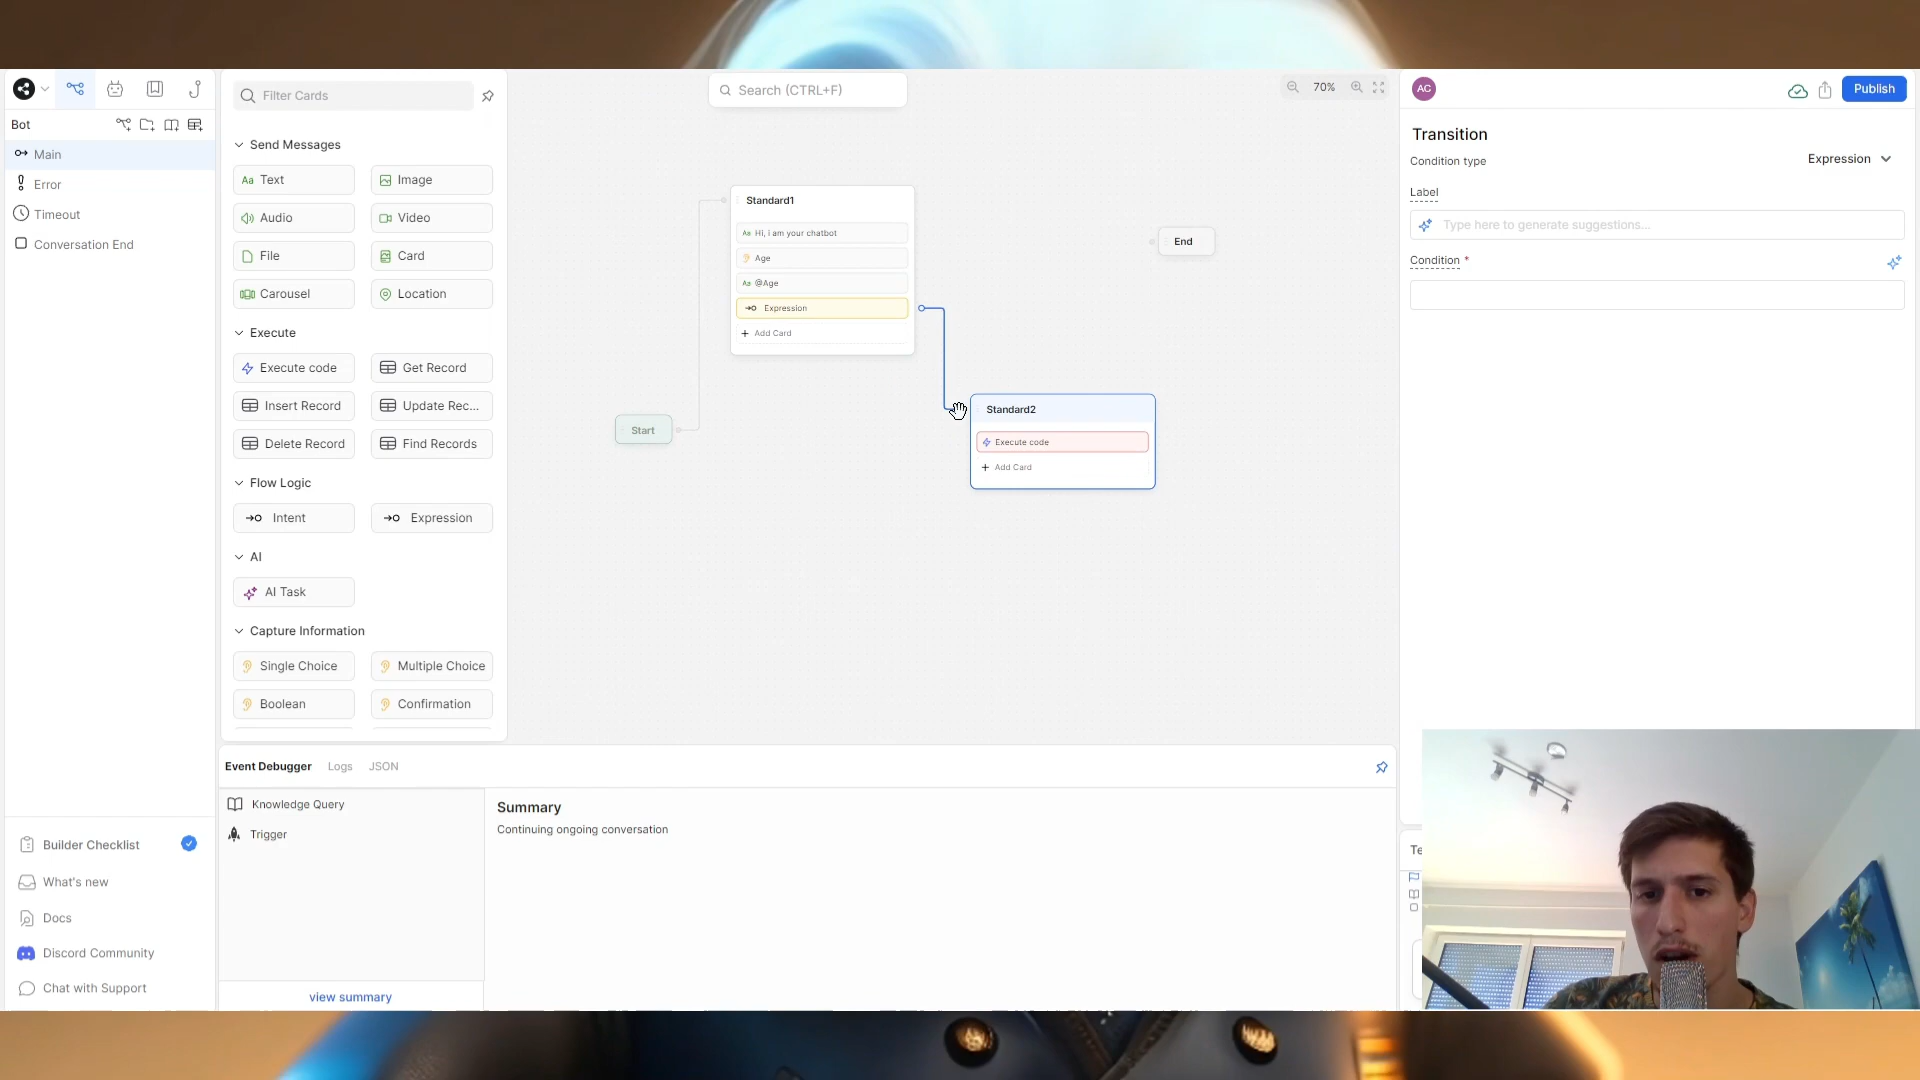 Filter Cards
Search (CTRL+F)
70%
AC
Publish
Bot
Main
Error
Timeout
Conversation End
Send Messages
Text
Image
Audio
Video
File
Card
Carousel
Location
Execute
Execute code
Get Record
Insert Record
Update Rec...
Delete Record
Find Records
Flow Logic
Intent
Expression
AI
AI Task
Capture Information
Single Choice
Multiple Choice
Boolean
Confirmation
Standard1
Aa Hi, i am your chatbot
Age
Aa @Age
Expression
Add Card
End
Start
Standard2
Execute code
Add Card
Transition
Condition type
Expression
Label
Type here to generate suggestions...
Condition *
Event Debugger
Logs
JSON
Knowledge Query
Trigger
view summary
Summary
Continuing ongoing conversation
Builder Checklist
What's new
Docs
Discord Community
Chat with Support
Te